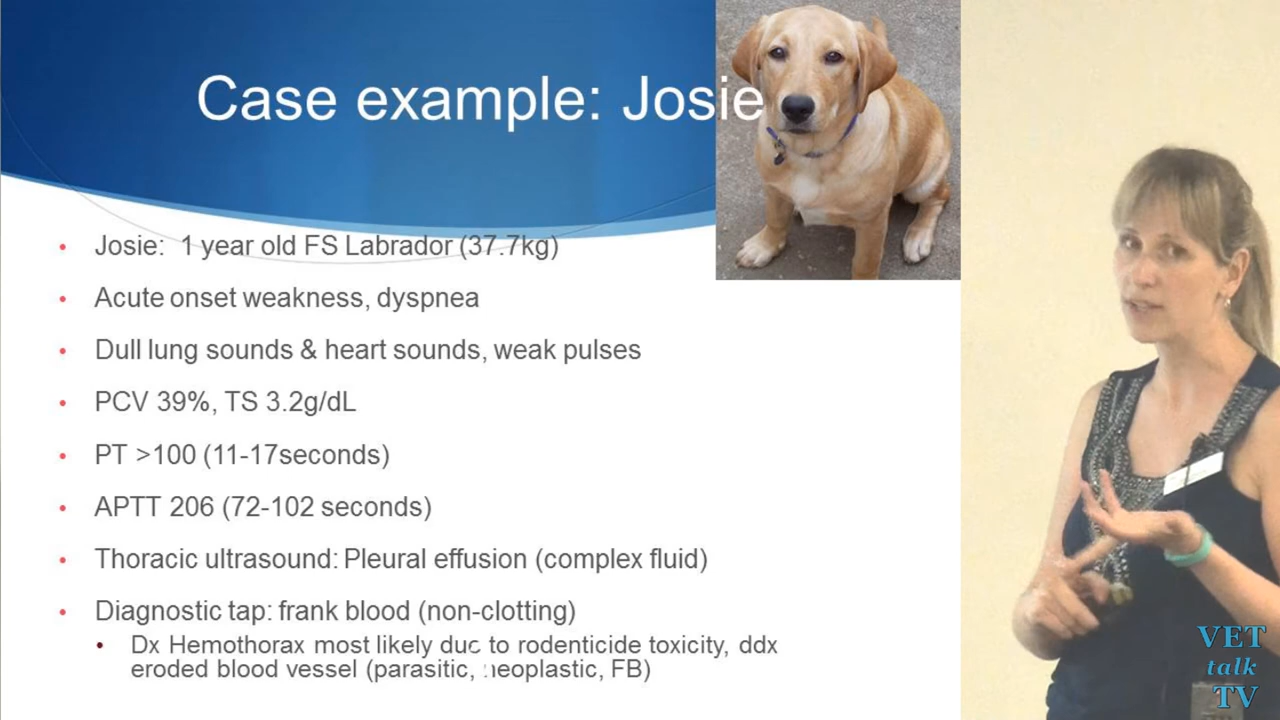 Case example: Josie
• Josie: 1 year old FS Labrador (37.7kg)
• Acute onset weakness, dyspnea
• Dull lung sounds & heart sounds, weak pulses
• PCV 39%, TS 3.2g/dL
• PT >100 (11-17seconds)
• APTT 206 (72-102 seconds)
• Thoracic ultrasound: Pleural effusion (complex fluid)
• Diagnostic tap: frank blood (non-clotting)
• Dx Hemothorax most likely due to rodenticide toxicity, ddx
eroded blood vessel (parasitic, neoplastic, FB)
VET
talk
TV